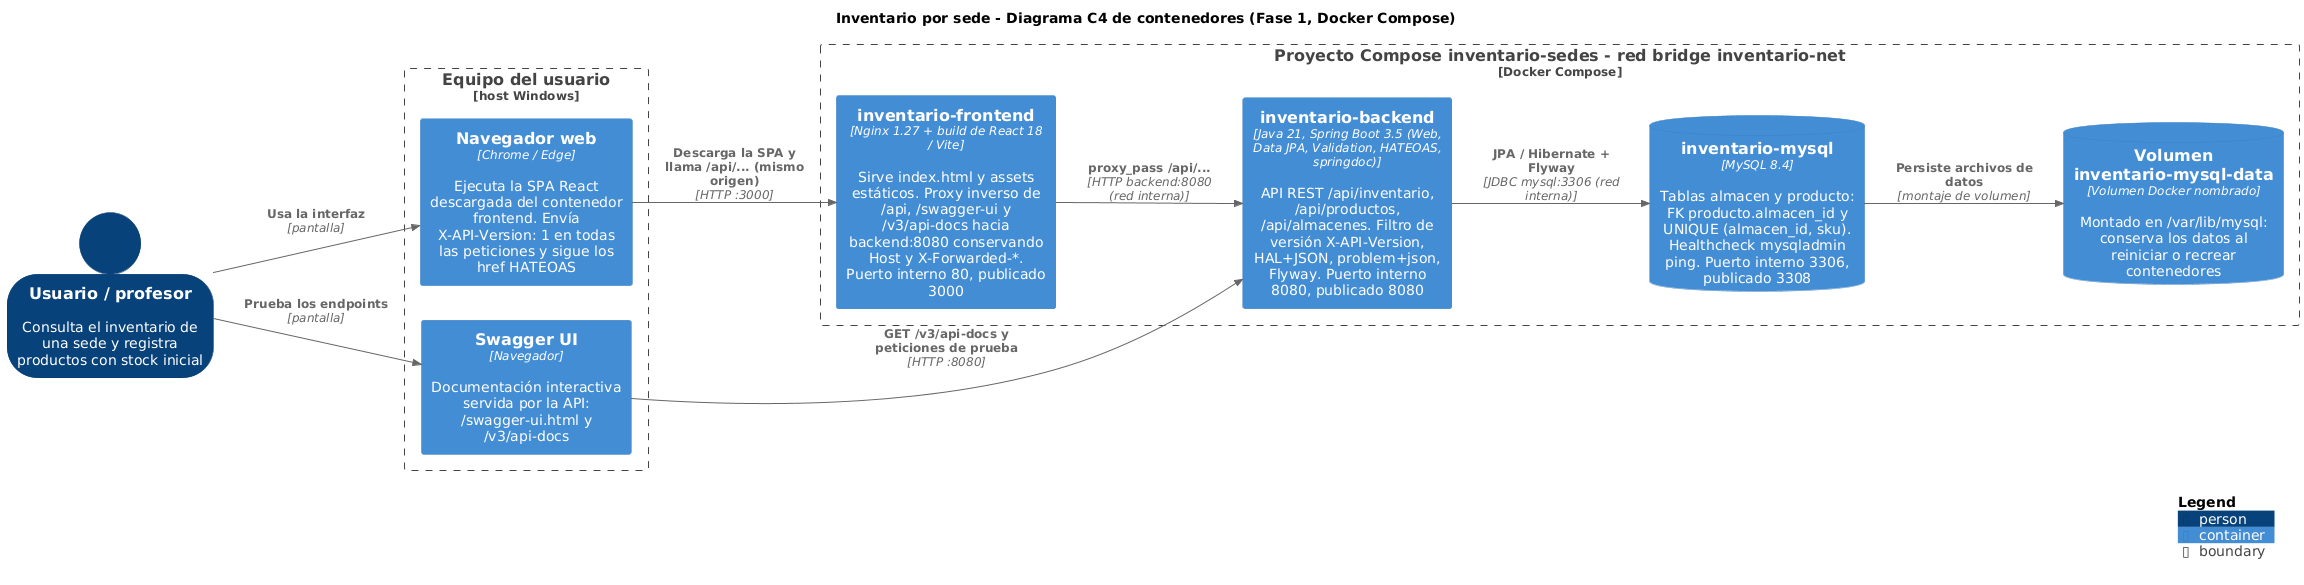 Inventario por sede - Diagrama C4 de contenedores (Fase 1, Docker Compose)
Usuario / profesor
Consulta el inventario de
una sede y registra
productos con stock inicial
Usa la interfaz
[pantalla]
Prueba los endpoints
[pantalla]
Equipo del usuario
[host Windows]
Navegador web
[Chrome / Edge]
Ejecuta la SPA React
descargada del contenedor
frontend. Envía
X-API-Version: 1 en todas
las peticiones y sigue los
href HATEOAS
Swagger UI
[Navegador]
Documentación interactiva
servida por la API:
/swagger-ui.html y
/v3/api-docs
Descarga la SPA y
llama /api/... (mismo
origen)
[HTTP :3000]
GET /v3/api-docs y
peticiones de prueba
[HTTP :8080]
Proyecto Compose inventario-sedes - red bridge inventario-net
[Docker Compose]
inventario-frontend
[Nginx 1.27 + build de React 18
/ Vite]
Sirve index.html y assets
estáticos. Proxy inverso de
/api, /swagger-ui y
/v3/api-docs hacia
backend:8080 conservando
Host y X-Forwarded-*.
Puerto interno 80, publicado
3000
proxy_pass /api/...
[HTTP backend:8080
(red interna)]
inventario-backend
[Java 21, Spring Boot 3.5 (Web,
Data JPA, Validation, HATEOAS,
springdoc)]
API REST /api/inventario,
/api/productos,
/api/almacenes. Filtro de
versión X-API-Version,
HAL+JSON, problem+json,
Flyway. Puerto interno
8080, publicado 8080
JPA / Hibernate +
Flyway
[JDBC mysql:3306 (red
interna)]
inventario-mysql
[MySQL 8.4]
Tablas almacen y producto:
FK producto.almacen_id y
UNIQUE (almacen_id, sku).
Healthcheck mysqladmin
ping. Puerto interno 3306,
publicado 3308
Persiste archivos de
datos
[montaje de volumen]
Volumen
inventario-mysql-data
[Volumen Docker nombrado]
Montado en /var/lib/mysql:
conserva los datos al
reiniciar o recrear
contenedores
Legend
person
container
boundary